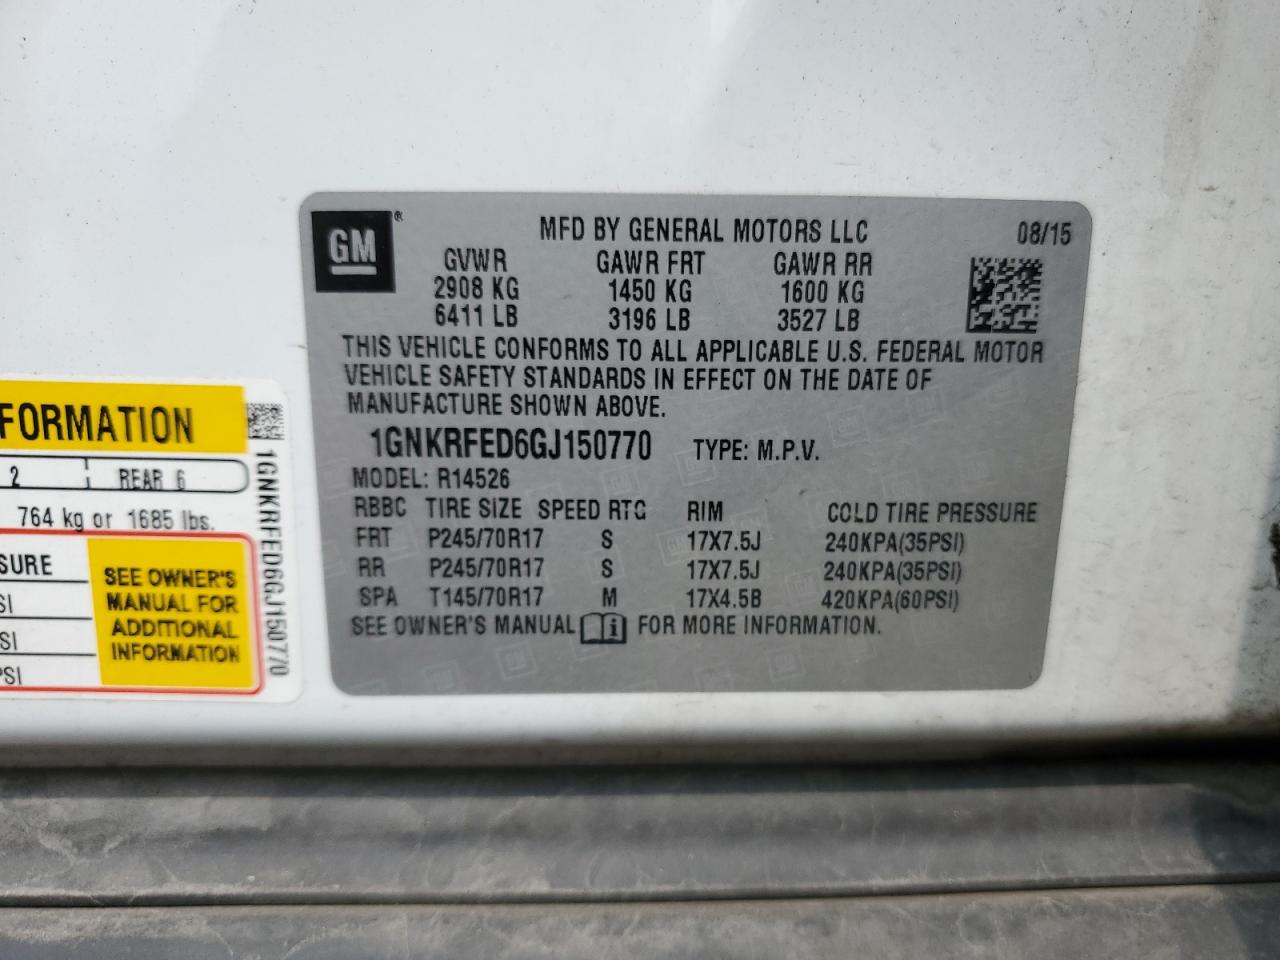 GM ®
MFD BY GENERAL MOTORS LLC 08/15
GVWR GAWR FRT GAWR RR
2908 KG 1450 KG 1600 KG
6411 LB 3196 LB 3527 LB
THIS VEHICLE CONFORMS TO ALL APPLICABLE U.S. FEDERAL MOTOR
VEHICLE SAFETY STANDARDS IN EFFECT ON THE DATE OF
MANUFACTURE SHOWN ABOVE.
1GNKRFED6GJ150770 TYPE: M.P.V.
MODEL: R14526
RBBC TIRE SIZE SPEED RTG RIM COLD TIRE PRESSURE
FRT P245/70R17 S 17X7.5J 240KPA(35PSI)
RR P245/70R17 S 17X7.5J 240KPA(35PSI)
SPA T145/70R17 M 17X4.5B 420KPA(60PSI)
SEE OWNER'S MANUAL i FOR MORE INFORMATION.
FORMATION
2 REAR 6
764 kg or 1685 lbs.
SURE
SI
SI
PSI
SEE OWNER'S
MANUAL FOR
ADDITIONAL
INFORMATION
1GNKRFED6GJ150770